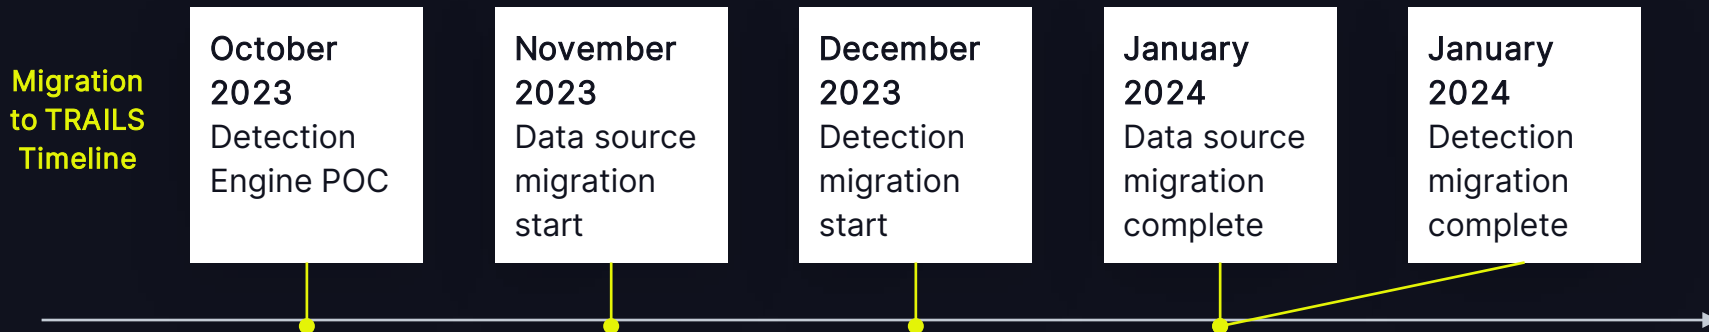 Migration
to TRAILS
Timeline
October
2023
Detection
Engine POC
November
2023
Data source
migration
start
December
2023
Detection
migration
start
January
2024
Data source
migration
complete
January
2024
Detection
migration
complete